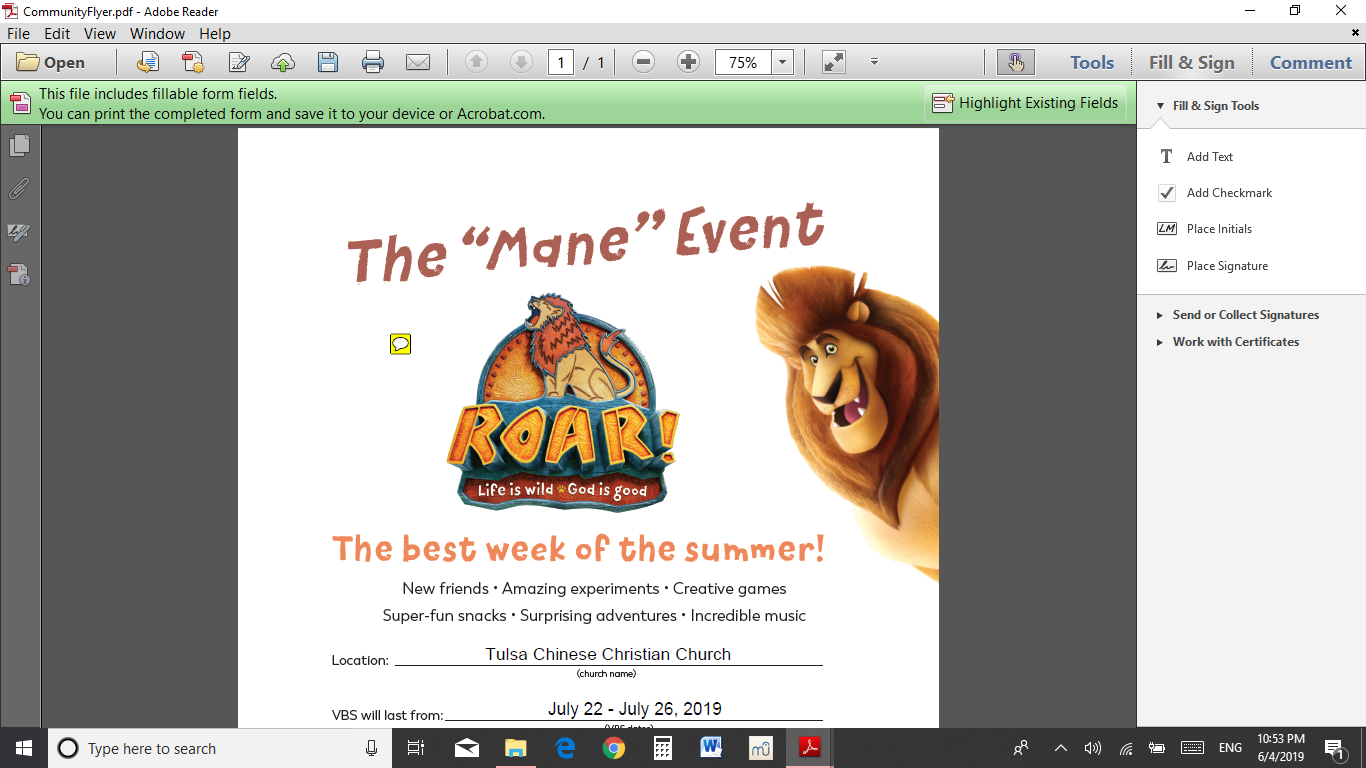 CommunityFlyer.pdf - Adobe Reader
File Edit View Window Help
Open
1 / 1
75%
Tools
Fill & Sign
Comment
This file includes fillable form fields.
You can print the completed form and save it to your device or Acrobat.com.
Highlight Existing Fields
Fill & Sign Tools
T Add Text
Add Checkmark
LM Place Initials
Place Signature
Send or Collect Signatures
Work with Certificates
The “Mane” Event
ROAR!
Life is wild God is good
The best week of the summer!
New friends • Amazing experiments • Creative games
Super-fun snacks • Surprising adventures • Incredible music
Location: Tulsa Chinese Christian Church
(church name)
VBS will last from: July 22 - July 26, 2019
Type here to search
ENG
10:53 PM
6/4/2019
1